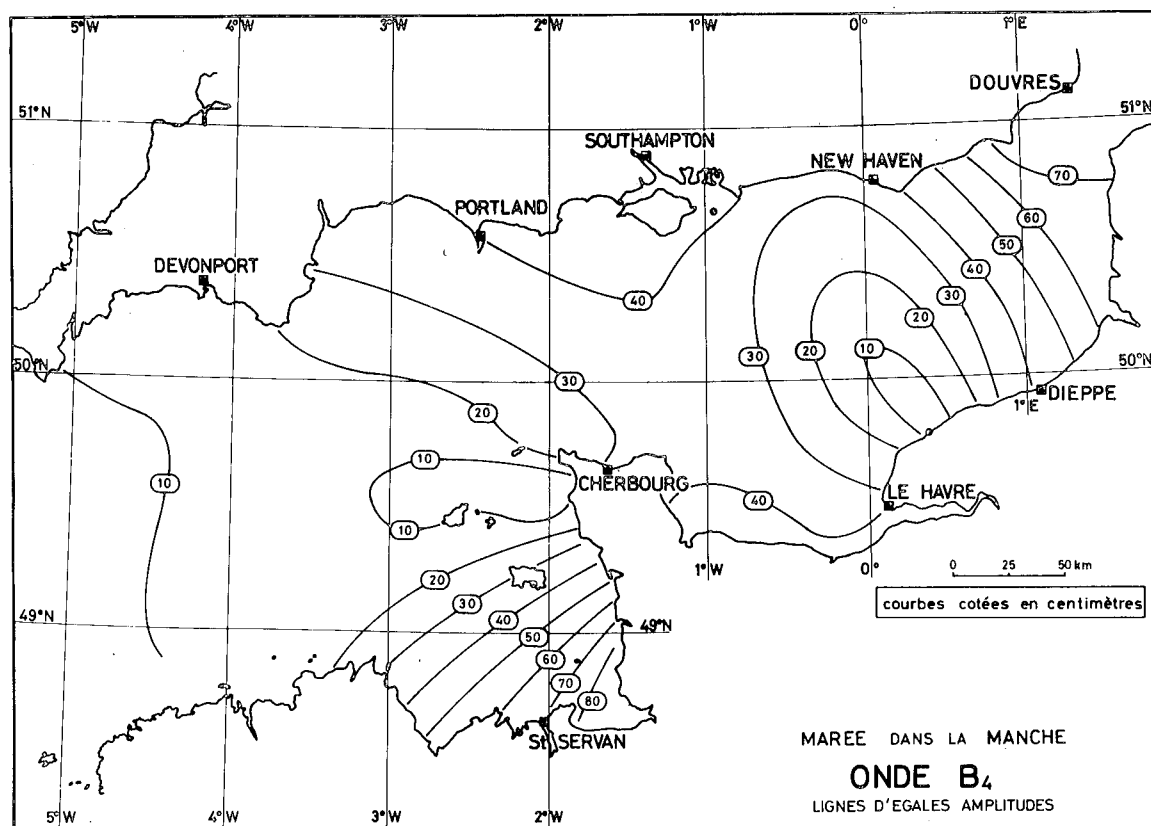 5°W 4°W 3°W 2°W 1°W 0° 1°E
DOUVRES
51°N 51°N
SOUTHAMPTON
NEW HAVEN
70
PORTLAND
60
50
DEVONPORT
40
40
30
20
10
20
30
50°N 50°N
30
DIEPPE
1°E
20
10
10
CHERBOURG
40
LE HAVRE
10
1°W 0°
0 25 50 km
20
30
courbes cotées en centimètres
40
49°N 49°N
50
60
70
80
St SERVAN
MAREE DANS LA MANCHE
ONDE B4
LIGNES D'EGALES AMPLITUDES
5°W 4°W 3°W 2°W